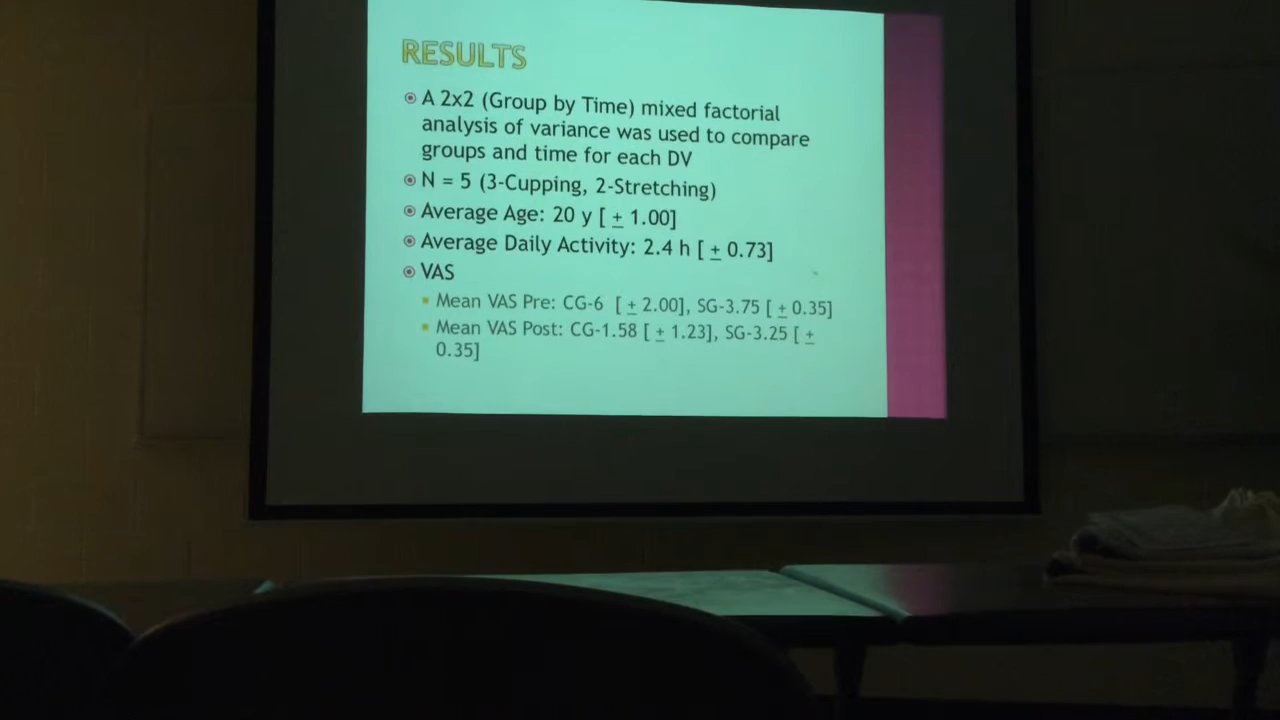 RESULTS
A 2x2 (Group by Time) mixed factorial
analysis of variance was used to compare
groups and time for each DV
N = 5 (3-Cupping, 2-Stretching)
Average Age: 20 y [ ± 1.00]
Average Daily Activity: 2.4 h [ ± 0.73]
VAS
Mean VAS Pre: CG-6 [ ± 2.00], SG-3.75 [ ± 0.35]
Mean VAS Post: CG-1.58 [ ± 1.23], SG-3.25 [ ±
0.35]